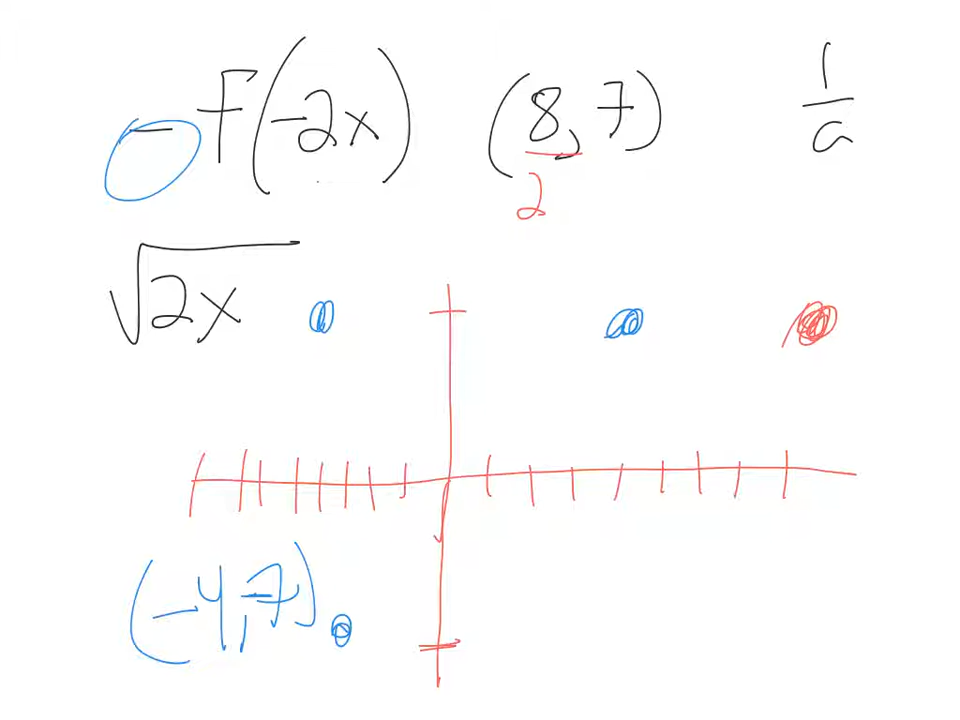 -F(-2x) (8,7) 1/a
2
√2x
(-4,-7)